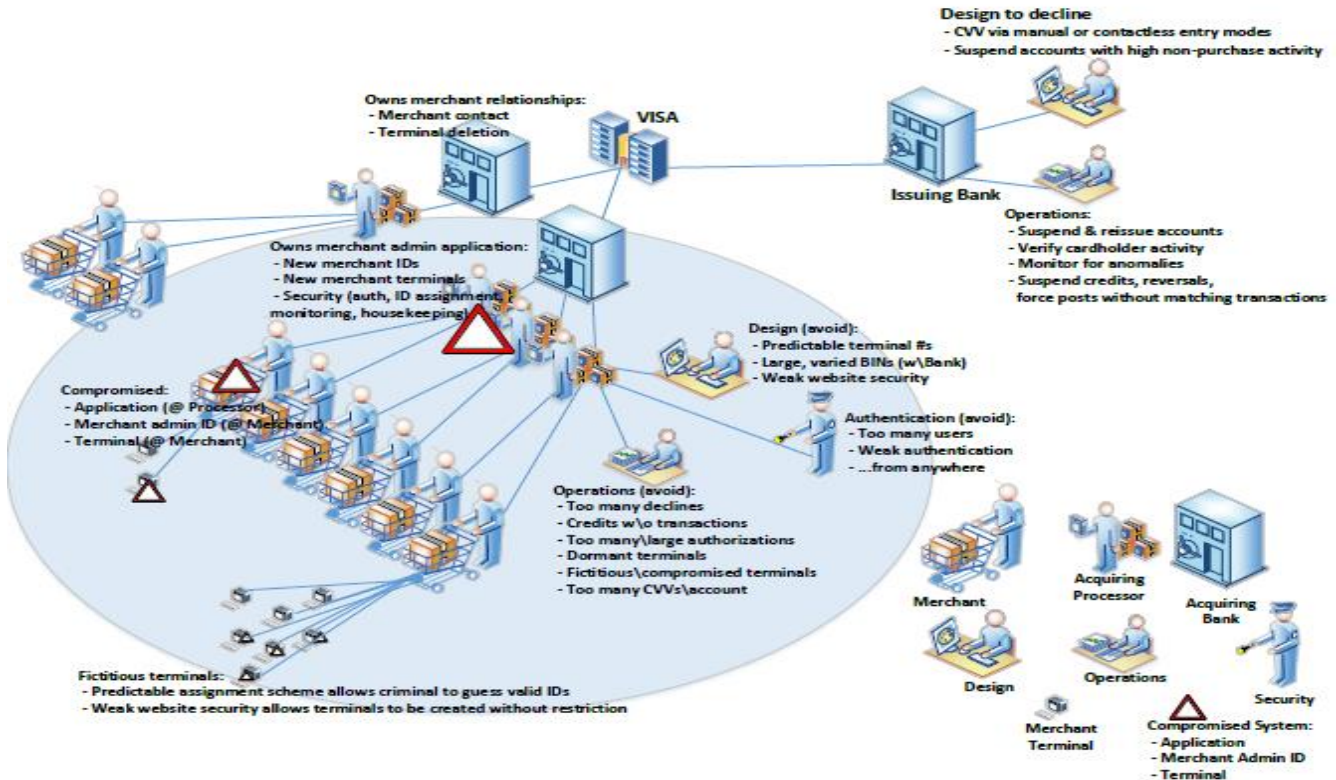 Design to decline
- CVV via manual or contactless entry modes
- Suspend accounts with high non-purchase activity
Owns merchant relationships:
- Merchant contact
- Terminal deletion
VISA
Issuing Bank
Operations:
- Suspend & reissue accounts
- Verify cardholder activity
- Monitor for anomalies
- Suspend credits, reversals,
force posts without matching transactions
Owns merchant admin application:
- New merchant IDs
- New merchant terminals
- Security (auth, ID assignment,
monitoring, housekeeping)
Design (avoid):
- Predictable terminal #s
- Large, varied BINs (w\Bank)
- Weak website security
Compromised:
- Application (@ Processor)
- Merchant admin ID (@ Merchant)
- Terminal (@ Merchant)
Authentication (avoid):
- Too many users
- Weak authentication
- ...from anywhere
Operations (avoid):
- Too many declines
- Credits w\o transactions
- Too many\large authorizations
- Dormant terminals
- Fictitious\compromised terminals
- Too many CVVs\account
Fictitious terminals:
- Predictable assignment scheme allows criminal to guess valid IDs
- Weak website security allows terminals to be created without restriction
Merchant
Acquiring
Processor
Acquiring
Bank
Design
Operations
Security
Merchant
Terminal
Compromised System:
- Application
- Merchant Admin ID
- Terminal